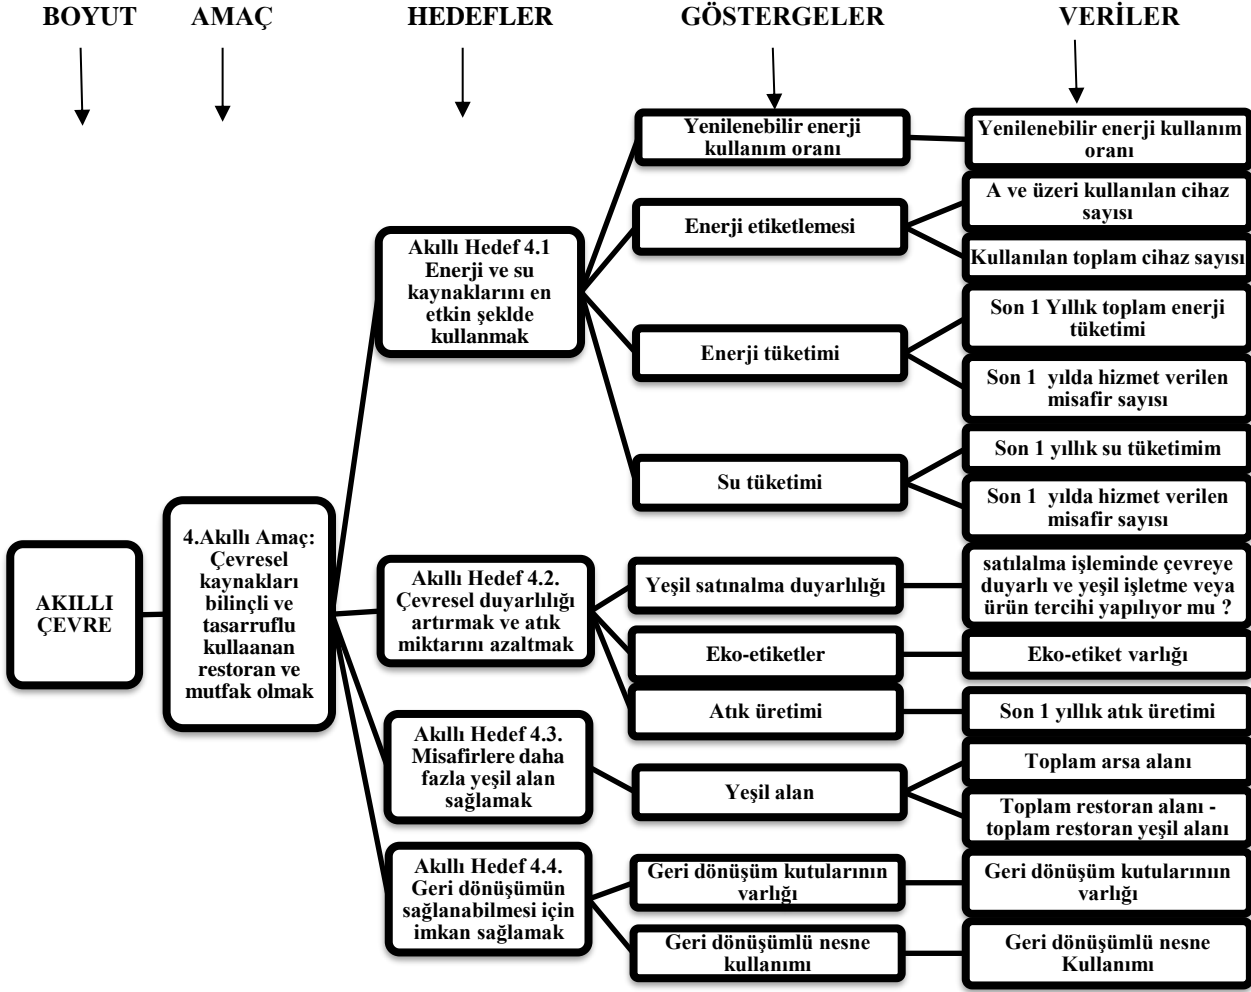 BOYUT AMAÇ HEDEFLER GÖSTERGELER VERİLER
AKILLI
ÇEVRE
4.Akıllı Amaç:
Çevresel
kaynakları
bilinçli ve
tasarruflu
kullaanan
restoran ve
mutfak olmak
Akıllı Hedef 4.1
Enerji ve su
kaynaklarını en
etkin şeklde
kullanmak
Yenilenebilir enerji
kullanım oranı
Yenilenebilir enerji kullanım
oranı
Enerji etiketlemesi
A ve üzeri kullanılan cihaz
sayısı
Kullanılan toplam cihaz sayısı
Enerji tüketimi
Son 1 Yıllık toplam enerji
tüketimi
Son 1 yılda hizmet verilen
misafir sayısı
Su tüketimi
Son 1 yıllık su tüketimim
Son 1 yılda hizmet verilen
misafir sayısı
Akıllı Hedef 4.2.
Çevresel duyarlılığı
artırmak ve atık
miktarını azaltmak
Yeşil satınalma duyarlılığı
satılalma işleminde çevreye
duyarlı ve yeşil işletme veya
ürün tercihi yapılıyor mu ?
Eko-etiketler
Eko-etiket varlığı
Atık üretimi
Son 1 yıllık atık üretimi
Akıllı Hedef 4.3.
Misafirlere daha
fazla yeşil alan
sağlamak
Yeşil alan
Toplam arsa alanı
Toplam restoran alanı -
toplam restoran yeşil alanı
Akıllı Hedef 4.4.
Geri dönüşümün
sağlanabilmesi için
imkan sağlamak
Geri dönüşüm kutularının
varlığı
Geri dönüşüm kutularınıın
varlığı
Geri dönüşümlü nesne
kullanımı
Geri dönüşümlü nesne
Kullanımı